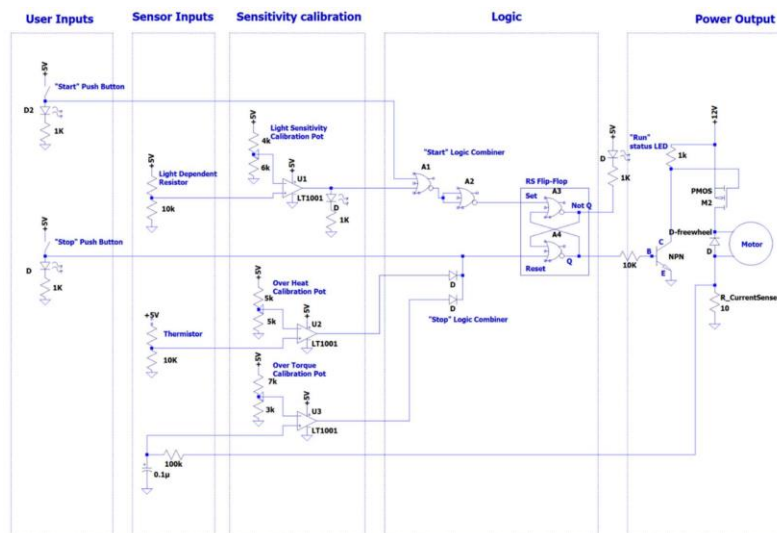 User Inputs
Sensor Inputs
Sensitivity calibration
Logic
Power Output
+5V
"Start" Push Button
D2
1K
+5V
Light Dependent
Resistor
10k
+5V
"Stop" Push Button
D
1K
+5V
Thermistor
10K
100k
0.1µ
Light Sensitivity
Calibration Pot
+5V
4k
6k
+5V
U1
LT1001
D
1K
+5V
Over Heat
Calibration Pot
5k
5k
+5V
U2
LT1001
Over Torque
Calibration Pot
+5V
7k
3k
+5V
U3
LT1001
"Start" Logic Combiner
A1
A2
RS Flip-Flop
A3
Set
Not Q
A4
Reset
Q
D
D
"Stop" Logic Combiner
+5V
"Run"
status LED
D
1K
+12V
1k
PMOS
M2
D-freewheel
D
Motor
10K
B
C
NPN
E
R_CurrentSense
10